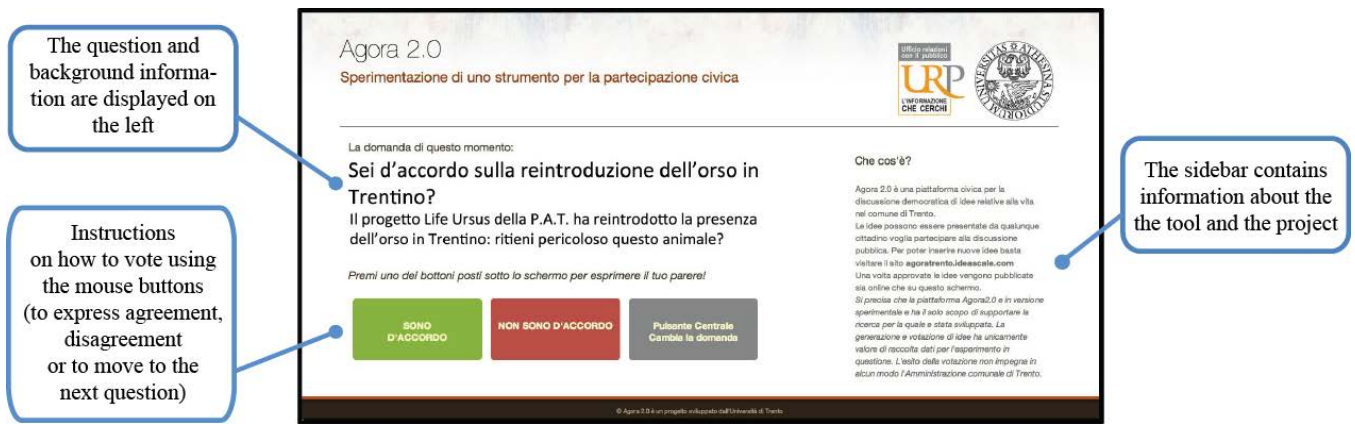 The question and
background informa-
tion are displayed on
the left
Instructions
on how to vote using
the mouse buttons
(to express agreement,
disagreement
or to move to the
next question)
Agora 2.0
Sperimentazione di uno strumento per la partecipazione civica
Ufficio relazioni
con il pubblico
URP
L'INFORMAZIONE
CHE CERCHI
ATHESINA STUDIORUM UNIVERSITAS
La domanda di questo momento:
Sei d'accordo sulla reintroduzione dell'orso in
Trentino?
Il progetto Life Ursus della P.A.T. ha reintrodotto la presenza
dell'orso in Trentino: ritieni pericoloso questo animale?
Premi uno dei bottoni posti sotto lo schermo per esprimere il tuo parere!
SONO
D'ACCORDO
NON SONO D'ACCORDO
Pulsante Centrale
Cambia la domanda
Che cos'è?
Agora 2.0 è una piattaforma civica per la
discussione democratica di idee relative alla vita
nel comune di Trento.
Le idee possono essere presentate da qualunque
cittadino voglia partecipare alla discussione
pubblica. Per poter inserire nuove idee basta
visitare il sito agoratrento.ideascale.com
Una volta approvate le idee vengono pubblicate
sia online che su questo schermo.
Si precisa che la piattaforma Agora2.0 e in versione
sperimentale e ha il solo scopo di supportare la
ricerca per la quale e stata sviluppata. La
generazione e votazione di idee ha unicamente
valore di raccolta dati per l'esperimento in
questione. L'esito della votazione non impegna in
alcun modo l'Amministrazione comunale di Trento.
© Agora 2.0 è un progetto sviluppato dall'Università di Trento
The sidebar contains
information about the
the tool and the project